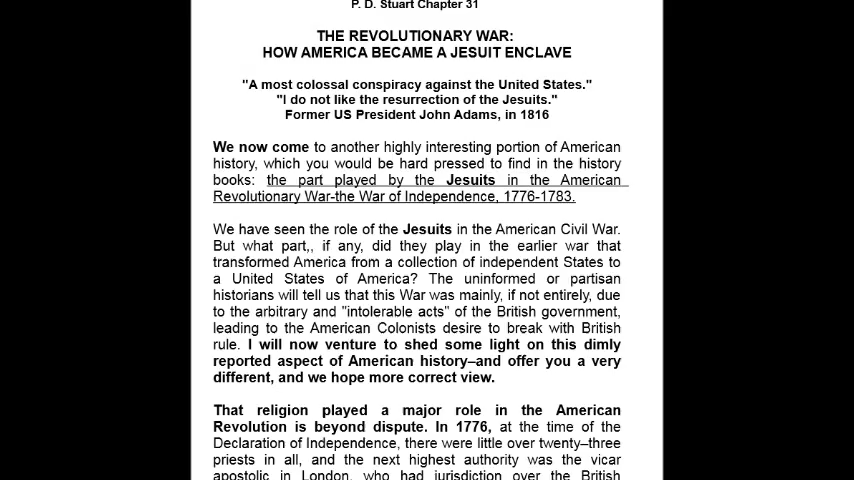 P. D. Stuart Chapter 31
THE REVOLUTIONARY WAR:
HOW AMERICA BECAME A JESUIT ENCLAVE
"A most colossal conspiracy against the United States."
"I do not like the resurrection of the Jesuits."
Former US President John Adams, in 1816
We now come to another highly interesting portion of American
history, which you would be hard pressed to find in the history
books: the part played by the Jesuits in the American
Revolutionary War-the War of Independence, 1776-1783.
We have seen the role of the Jesuits in the American Civil War.
But what part,, if any, did they play in the earlier war that
transformed America from a collection of independent States to
a United States of America? The uninformed or partisan
historians will tell us that this War was mainly, if not entirely, due
to the arbitrary and "intolerable acts" of the British government,
leading to the American Colonists desire to break with British
rule. I will now venture to shed some light on this dimly
reported aspect of American history–and offer you a very
different, and we hope more correct view.
That religion played a major role in the American
Revolution is beyond dispute. In 1776, at the time of the
Declaration of Independence, there were little over twenty–three
priests in all, and the next highest authority was the vicar
apostolic in London, who had jurisdiction over the British